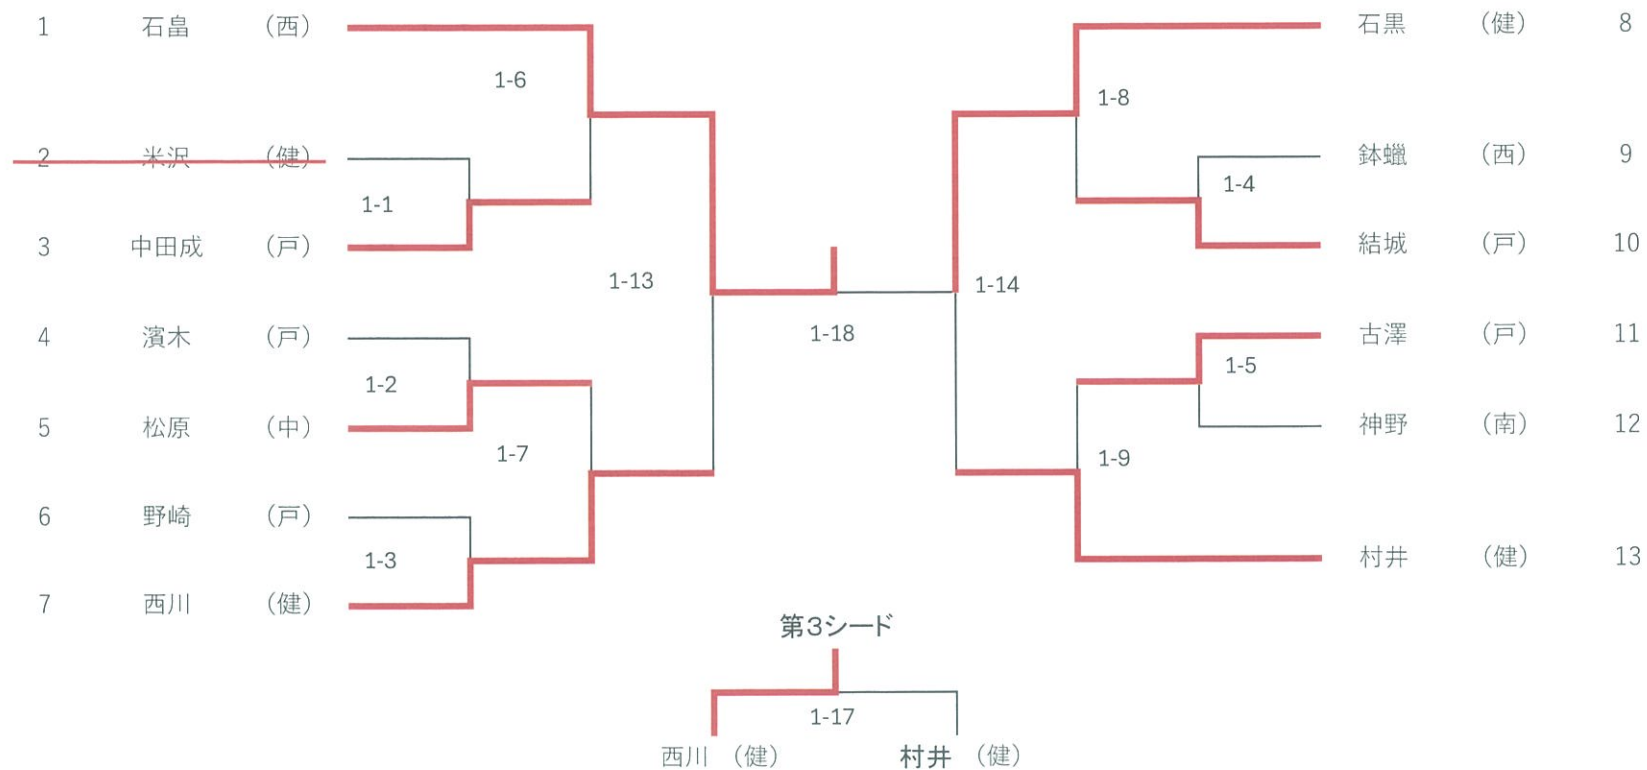 1 石畠 （西）
1-6
2 米沢 （健）
1-1
3 中田成 （戸）
1-13
4 濱木 （戸）
1-2
5 松原 （中）
1-7
6 野崎 （戸）
1-3
7 西川 （健）
1-18
石黒 （健） 8
1-8
鉢蠟 （西） 9
1-4
結城 （戸） 10
1-14
古澤 （戸） 11
1-5
神野 （南） 12
1-9
村井 （健） 13
第3シード
1-17
西川 （健） 村井 （健）